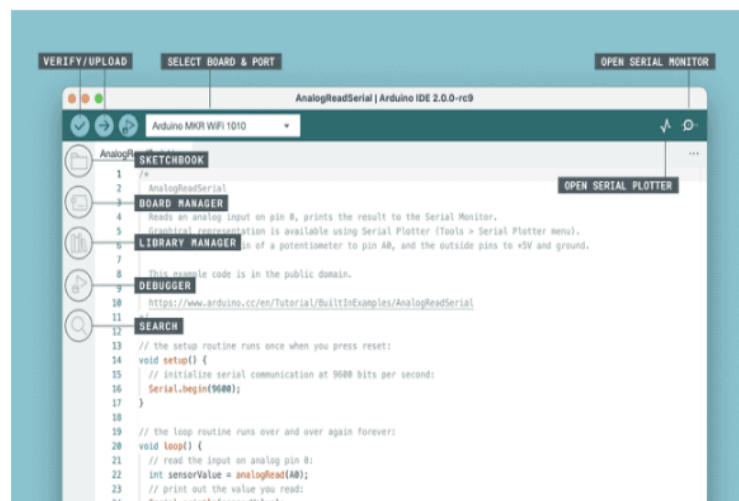 VERIFY/UPLOAD
SELECT BOARD & PORT
OPEN SERIAL MONITOR
AnalogReadSerial | Arduino IDE 2.0.0-rc9
Arduino MKR WiFi 1010
AnalogR
SKETCHBOOK
OPEN SERIAL PLOTTER
BOARD MANAGER
LIBRARY MANAGER
DEBUGGER
SEARCH
1 /*
2 AnalogReadSerial
3
4 Reads an analog input on pin 0, prints the result to the Serial Monitor.
5 Graphical representation is available using Serial Plotter (Tools > Serial Plotter menu).
6 in of a potentiometer to pin A0, and the outside pins to +5V and ground.
7
8 This example code is in the public domain.
9
10 https://www.arduino.cc/en/Tutorial/BuiltInExamples/AnalogReadSerial
11 */
12
13 // the setup routine runs once when you press reset:
14 void setup() {
15 // initialize serial communication at 9600 bits per second:
16 Serial.begin(9600);
17 }
18
19 // the loop routine runs over and over again forever:
20 void loop() {
21 // read the input on analog pin 0:
22 int sensorValue = analogRead(A0);
23 // print out the value you read: